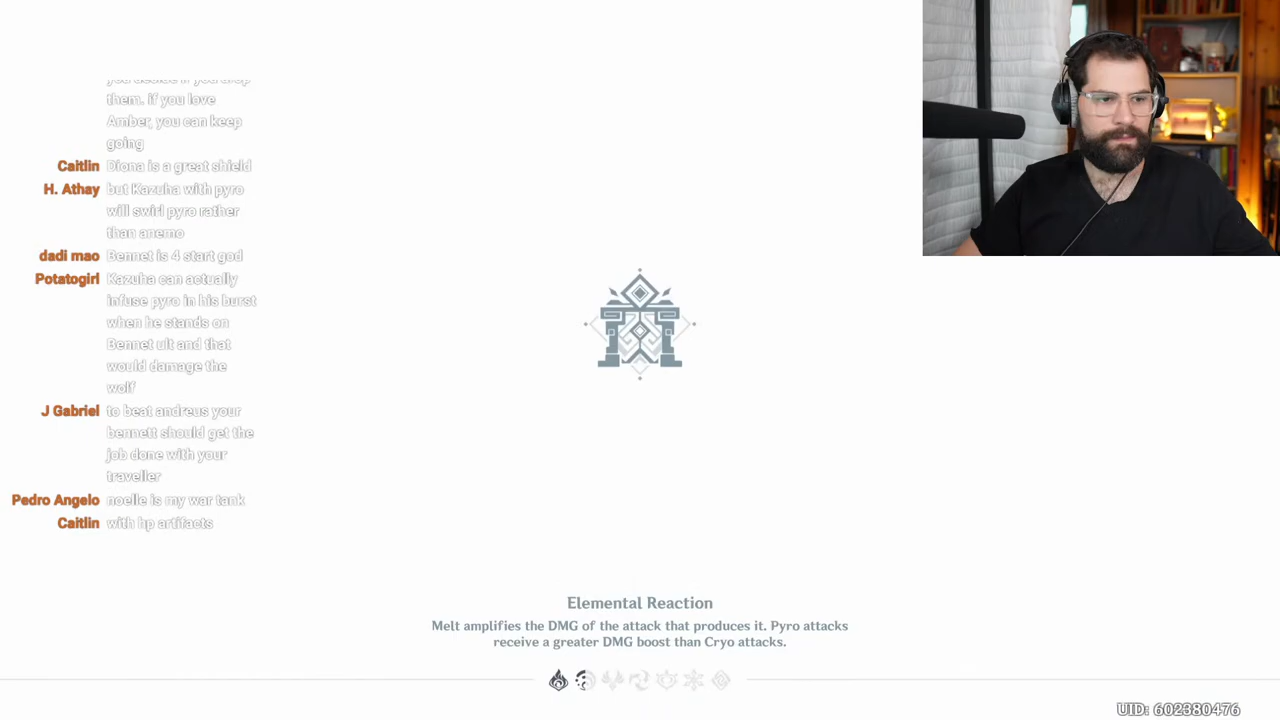 you decide if you drop
them. if you love
Amber, you can keep
going
Caitlin Diona is a great shield
H. Athay but Kazuha with pyro
will swirl pyro rather
than anemo
dadi mao Bennet is 4 start god
Potatogirl Kazuha can actually
infuse pyro in his burst
when he stands on
Bennet ult and that
would damage the
wolf
J Gabriel to beat andreus your
bennett should get the
job done with your
traveller
Pedro Angelo noelle is my war tank
Caitlin with hp artifacts
Elemental Reaction
Melt amplifies the DMG of the attack that produces it. Pyro attacks
receive a greater DMG boost than Cryo attacks.
UID: 602380476